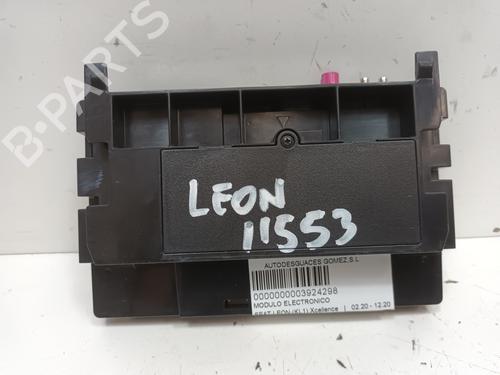 B-PARTS
LEON
11553
AUTODESGUACES GOMEZ,S.L
0000000003924298
MODULO ELECTRONICO
SEAT LEON (KL1) Xcellence | 02.20 - 12.20